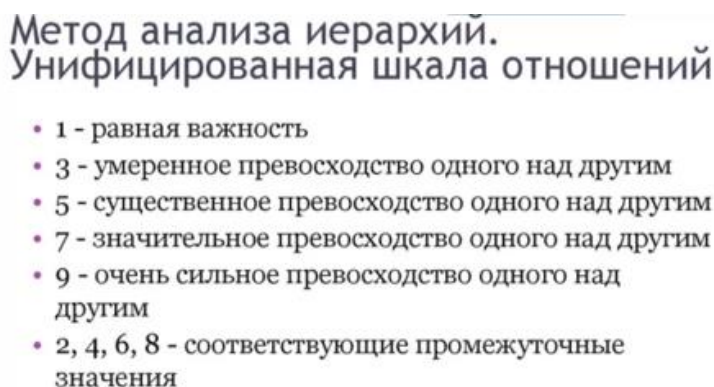 Метод анализа иерархий.
Унифицированная шкала отношений
• 1 - равная важность
• 3 - умеренное превосходство одного над другим
• 5 - существенное превосходство одного над другим
• 7 - значительное превосходство одного над другим
• 9 - очень сильное превосходство одного над
другим
• 2, 4, 6, 8 - соответствующие промежуточные
значения